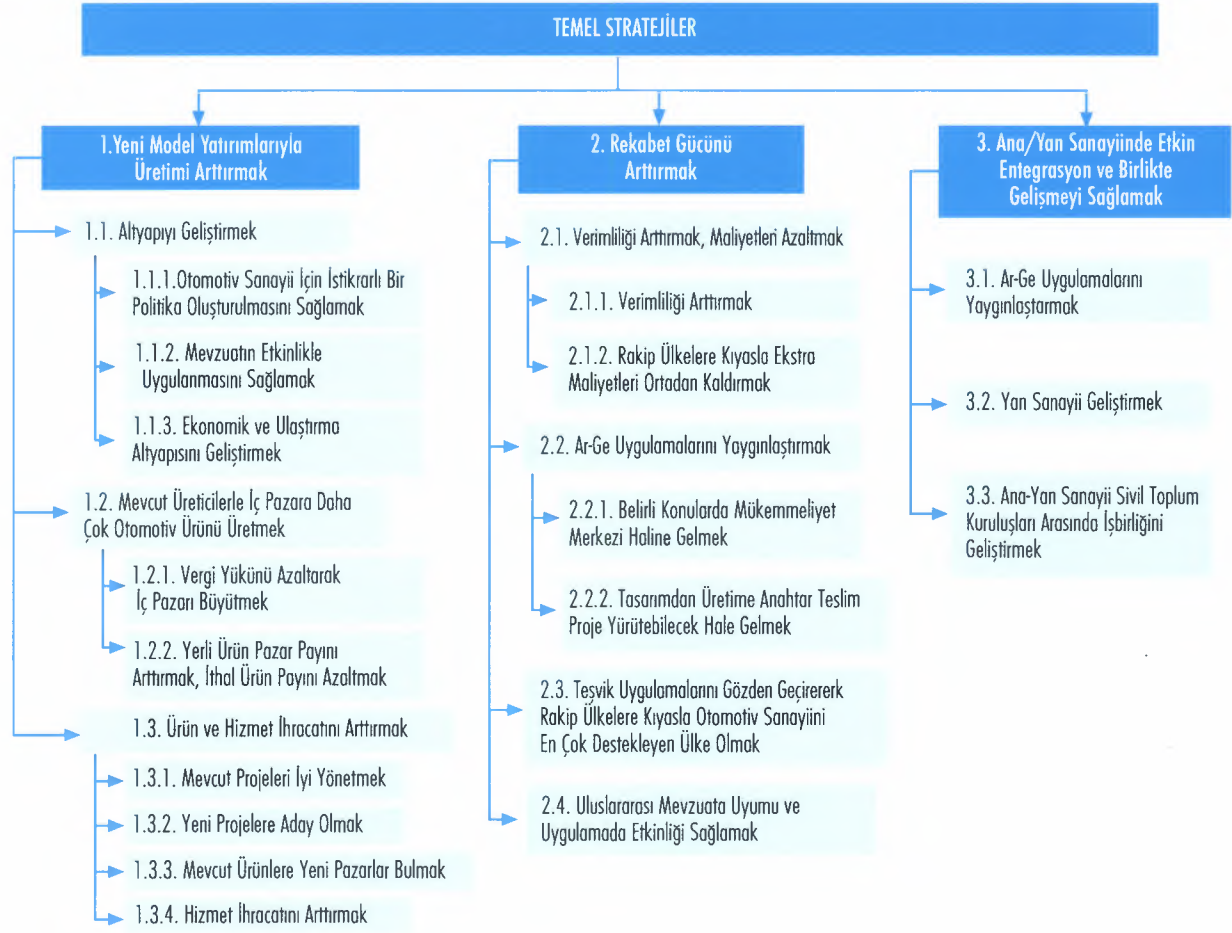 TEMEL STRATEJİLER
1.Yeni Model Yatırımlarıyla
Üretimi Arttırmak
1.1. Altyapıyı Geliştirmek
1.1.1.Otomotiv Sanayii İçin İstikrarlı Bir
Politika Oluşturulmasını Sağlamak
1.1.2. Mevzuatın Etkinlikle
Uygulanmasını Sağlamak
1.1.3. Ekonomik ve Ulaştırma
Altyapısını Geliştirmek
1.2. Mevcut Üreticilerle İç Pazara Daha
Çok Otomotiv Ürünü Üretmek
1.2.1. Vergi Yükünü Azaltarak
İç Pazarı Büyütmek
1.2.2. Yerli Ürün Pazar Payını
Arttırmak, İthal Ürün Payını Azaltmak
1.3. Ürün ve Hizmet İhracatını Arttırmak
1.3.1. Mevcut Projeleri İyi Yönetmek
1.3.2. Yeni Projelere Aday Olmak
1.3.3. Mevcut Ürünlere Yeni Pazarlar Bulmak
1.3.4. Hizmet İhracatını Arttırmak
2. Rekabet Gücünü
Arttırmak
2.1. Verimliliği Arttırmak, Maliyetleri Azaltmak
2.1.1. Verimliliği Arttırmak
2.1.2. Rakip Ülkelere Kıyasla Ekstra
Maliyetleri Ortadan Kaldırmak
2.2. Ar-Ge Uygulamalarını Yaygınlaştırmak
2.2.1. Belirli Konularda Mükemmeliyet
Merkezi Haline Gelmek
2.2.2. Tasarımdan Üretime Anahtar Teslim
Proje Yürütebilecek Hale Gelmek
2.3. Teşvik Uygulamalarını Gözden Geçirererk
Rakip Ülkelere Kıyasla Otomotiv Sanayiini
En Çok Destekleyen Ülke Olmak
2.4. Uluslararası Mevzuata Uyumu ve
Uygulamada Etkinliği Sağlamak
3. Ana/Yan Sanayiinde Etkin
Entegrasyon ve Birlikte
Gelişmeyi Sağlamak
3.1. Ar-Ge Uygulamalarını
Yaygınlaştarmak
3.2. Yan Sanayii Geliştirmek
3.3. Ana-Yan Sanayii Sivil Toplum
Kuruluşları Arasında İşbirliğini
Geliştirmek